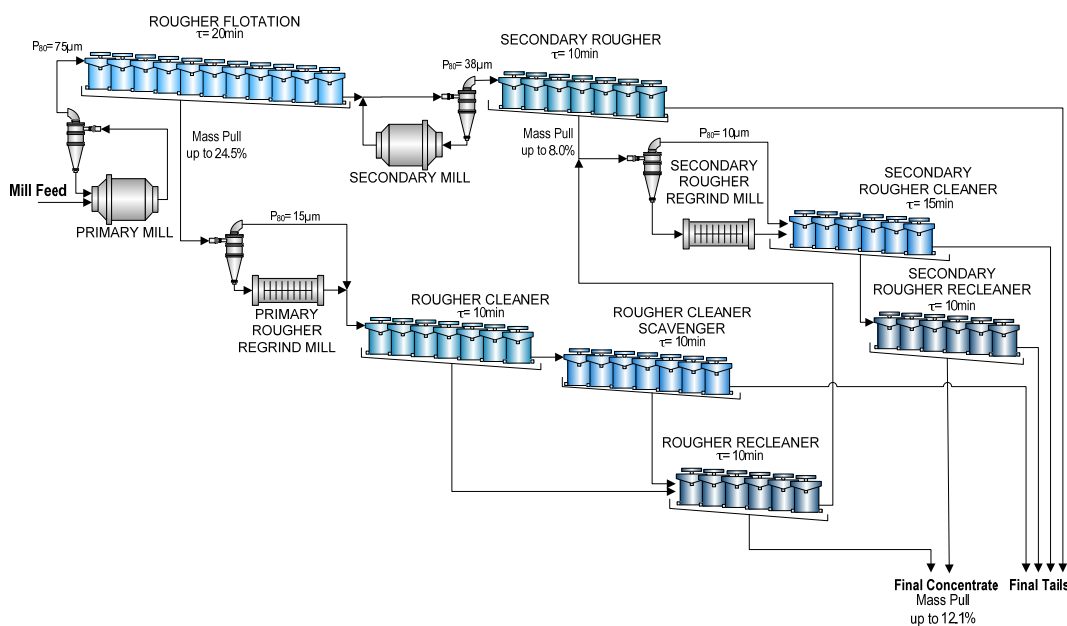 ROUGHER FLOTATION
τ= 20min
P80= 75µm
SECONDARY ROUGHER
τ= 10min
P80= 38µm
Mass Pull
up to 24.5%
SECONDARY MILL
Mass Pull
up to 8.0%
P80= 10µm
SECONDARY
ROUGHER
REGRIND MILL
SECONDARY
ROUGHER CLEANER
τ= 15min
Mill Feed
PRIMARY MILL
P80= 15µm
PRIMARY
ROUGHER
REGRIND MILL
ROUGHER CLEANER
τ= 10min
ROUGHER CLEANER
SCAVENGER
τ= 10min
SECONDARY
ROUGHER RECLEANER
τ= 10min
ROUGHER RECLEANER
τ= 10min
Final Concentrate
Mass Pull
up to 12.1%
Final Tails